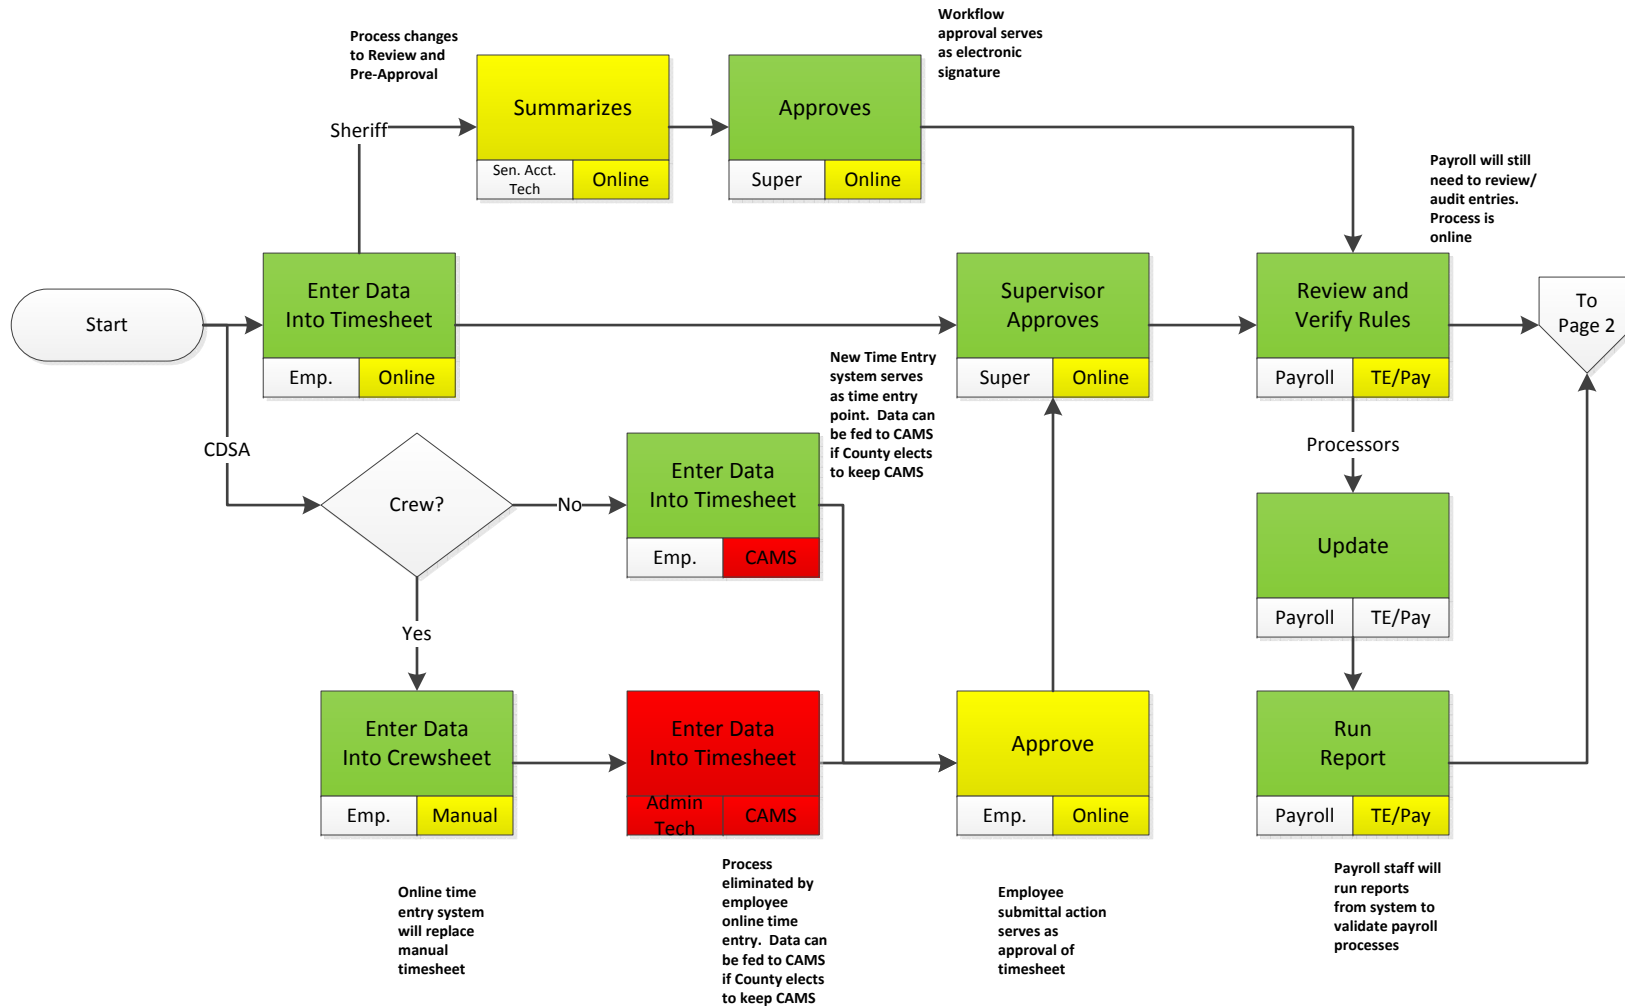 Process changes
to Review and
Pre-Approval
Workflow
approval serves
as electronic
signature
Sheriff
Summarizes
Sen. Acct.
Tech
Online
Approves
Super
Online
Payroll will still
need to review/
audit entries.
Process is
online
Start
Enter Data
Into Timesheet
Emp.
Online
Supervisor
Approves
Super
Online
Review and
Verify Rules
Payroll
TE/Pay
To
Page 2
New Time Entry
system serves
as time entry
point. Data can
be fed to CAMS
if County elects
to keep CAMS
CDSA
Crew?
No
Enter Data
Into Timesheet
Emp.
CAMS
Processors
Update
Payroll
TE/Pay
Yes
Enter Data
Into Crewsheet
Emp.
Manual
Enter Data
Into Timesheet
Admin
Tech
CAMS
Approve
Emp.
Online
Run
Report
Payroll
TE/Pay
Online time
entry system
will replace
manual
timesheet
Process
eliminated by
employee
online time
entry. Data can
be fed to CAMS
if County elects
to keep CAMS
Employee
submittal action
serves as
approval of
timesheet
Payroll staff will
run reports
from system to
validate payroll
processes